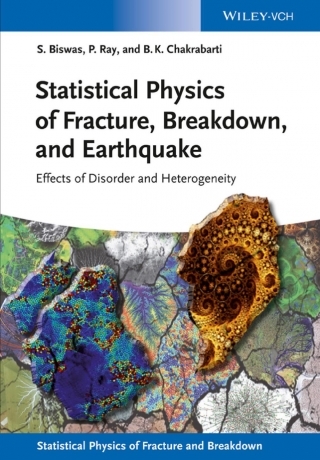 WILEY-VCH
S. Biswas, P. Ray, and B. K. Chakrabarti
Statistical Physics
of Fracture, Breakdown,
and Earthquake
Effects of Disorder and Heterogeneity
Statistical Physics of Fracture and Breakdown